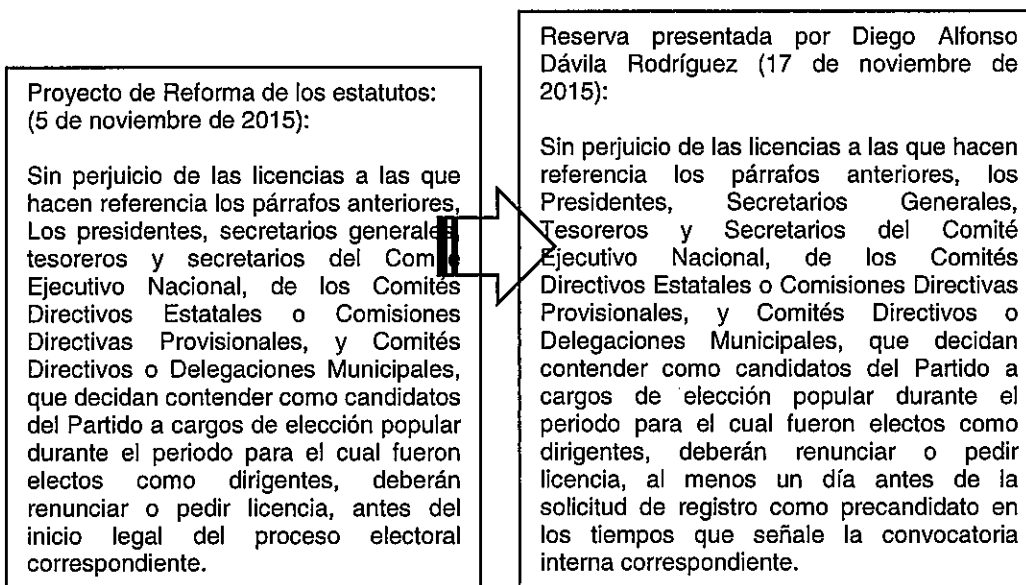 Proyecto de Reforma de los estatutos:
(5 de noviembre de 2015):
Sin perjuicio de las licencias a las que
hacen referencia los párrafos anteriores,
Los presidentes, secretarios generales,
tesoreros y secretarios del Comité
Ejecutivo Nacional, de los Comités
Directivos Estatales o Comisiones
Directivas Provisionales, y Comités
Directivos o Delegaciones Municipales,
que decidan contender como candidatos
del Partido a cargos de elección popular
durante el periodo para el cual fueron
electos como dirigentes, deberán
renunciar o pedir licencia, antes del
inicio legal del proceso electoral
correspondiente.
Reserva presentada por Diego Alfonso
Dávila Rodríguez (17 de noviembre de
2015):
Sin perjuicio de las licencias a las que hacen
referencia los párrafos anteriores, los
Presidentes, Secretarios Generales,
Tesoreros y Secretarios del Comité
Ejecutivo Nacional, de los Comités
Directivos Estatales o Comisiones Directivas
Provisionales, y Comités Directivos o
Delegaciones Municipales, que decidan
contender como candidatos del Partido a
cargos de elección popular durante el
periodo para el cual fueron electos como
dirigentes, deberán renunciar o pedir
licencia, al menos un día antes de la
solicitud de registro como precandidato en
los tiempos que señale la convocatoria
interna correspondiente.